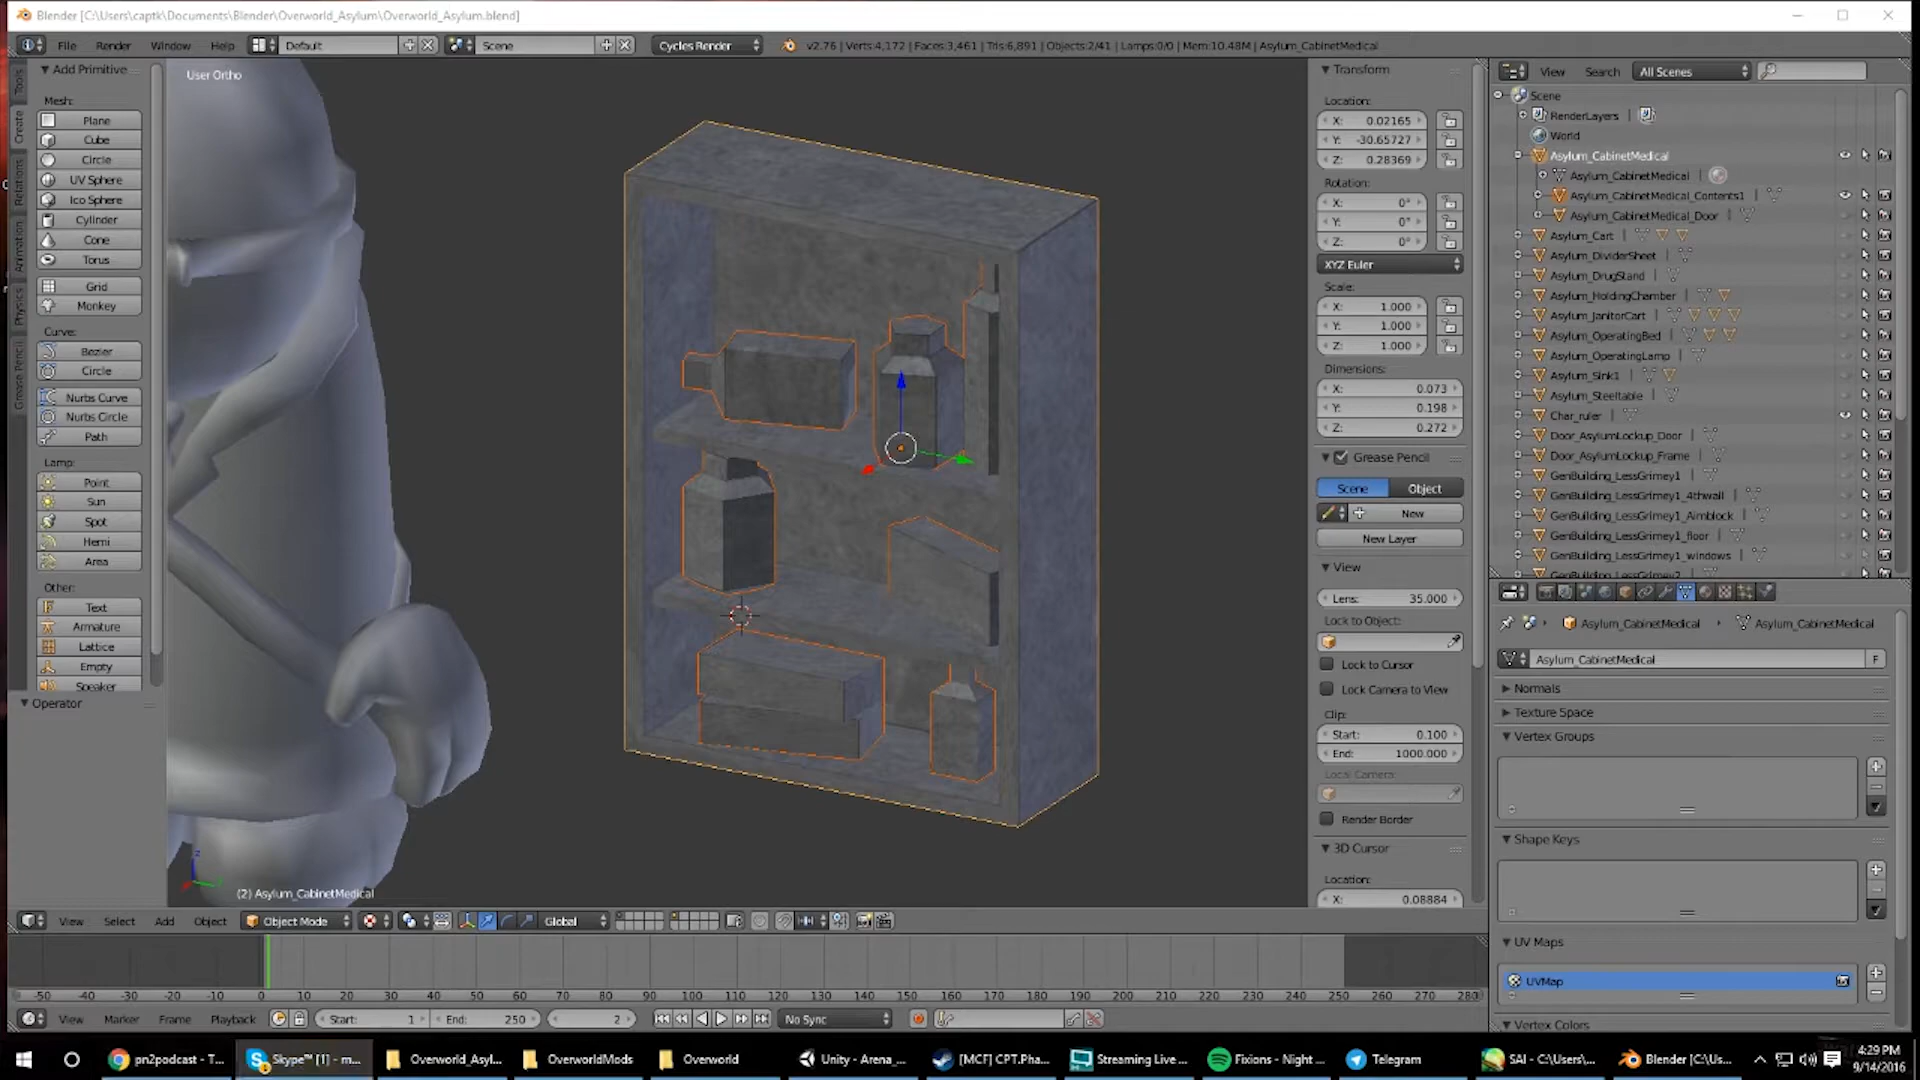 Blender [C:\Users\captk\Documents\Blender\Overworld_Asylum\Overworld_Asylum.blend]
File Render Window Help Default Scene Cycles Render v2.76 | Verts:4,172 | Faces:3,461 | Tris:6,891 | Objects:2/41 | Lamps:0/0 | Mem:10.48M | Asylum_CabinetMedical
Tools
Create
Relations
Animation
Physics
Grease Pencil
Add Primitive
Mesh:
Plane
Cube
Circle
UV Sphere
Ico Sphere
Cylinder
Cone
Torus
Grid
Monkey
Curve:
Bezier
Circle
Nurbs Curve
Nurbs Circle
Path
Lamp:
Point
Sun
Spot
Hemi
Area
Other:
Text
Armature
Lattice
Empty
Speaker
Operator
User Ortho
(2) Asylum_CabinetMedical
Transform
Location:
X: 0.02165
Y: -30.65727
Z: 0.28369
Rotation:
X: 0°
Y: 0°
Z: 0°
XYZ Euler
Scale:
X: 1.000
Y: 1.000
Z: 1.000
Dimensions:
X: 0.073
Y: 0.198
Z: 0.272
Grease Pencil
Scene Object
New
New Layer
View
Lens: 35.000
Lock to Object:
Lock to Cursor
Lock Camera to View
Clip:
Start: 0.100
End: 1000.000
Local Camera:
Render Border
3D Cursor
Location:
X: 0.08884
View Search All Scenes
Scene
RenderLayers |
World
Asylum_CabinetMedical
Asylum_CabinetMedical |
Asylum_CabinetMedical_Contents1 |
Asylum_CabinetMedical_Door |
Asylum_Cart |
Asylum_DividerSheet |
Asylum_DrugStand |
Asylum_HoldingChamber |
Asylum_JanitorCart |
Asylum_OperatingBed |
Asylum_OperatingLamp |
Asylum_Sink1 |
Asylum_Steeltable |
Char_ruler |
Door_AsylumLockup_Door |
Door_AsylumLockup_Frame |
GenBuilding_LessGrimey1 |
GenBuilding_LessGrimey1_4thwall |
GenBuilding_LessGrimey1_Aimblock |
GenBuilding_LessGrimey1_floor |
GenBuilding_LessGrimey1_windows |
GenBuilding_LessGrimey2 |
Asylum_CabinetMedical Asylum_CabinetMedical
Asylum_CabinetMedical F
Normals
Texture Space
Vertex Groups
Shape Keys
UV Maps
UVMap
Vertex Colors
View Select Add Object Object Mode Global
-50 -40 -30 -20 -10 0 10 20 30 40 50 60 70 80 90 100 110 120 130 140 150 160 170 180 190 200 210 220 230 240 250 260 270 280
View Marker Frame Playback Start: 1 End: 250 2 No Sync
pn2podcast - T... Skype™ [1] - m... Overworld_Asyl... OverworldMods Overworld Unity - Arena_... [MCF] CPT.Pha... Streaming Live ... Fixions - Night ... Telegram SAI - C:\Users\... Blender [C:\Us...
4:29 PM
9/14/2016